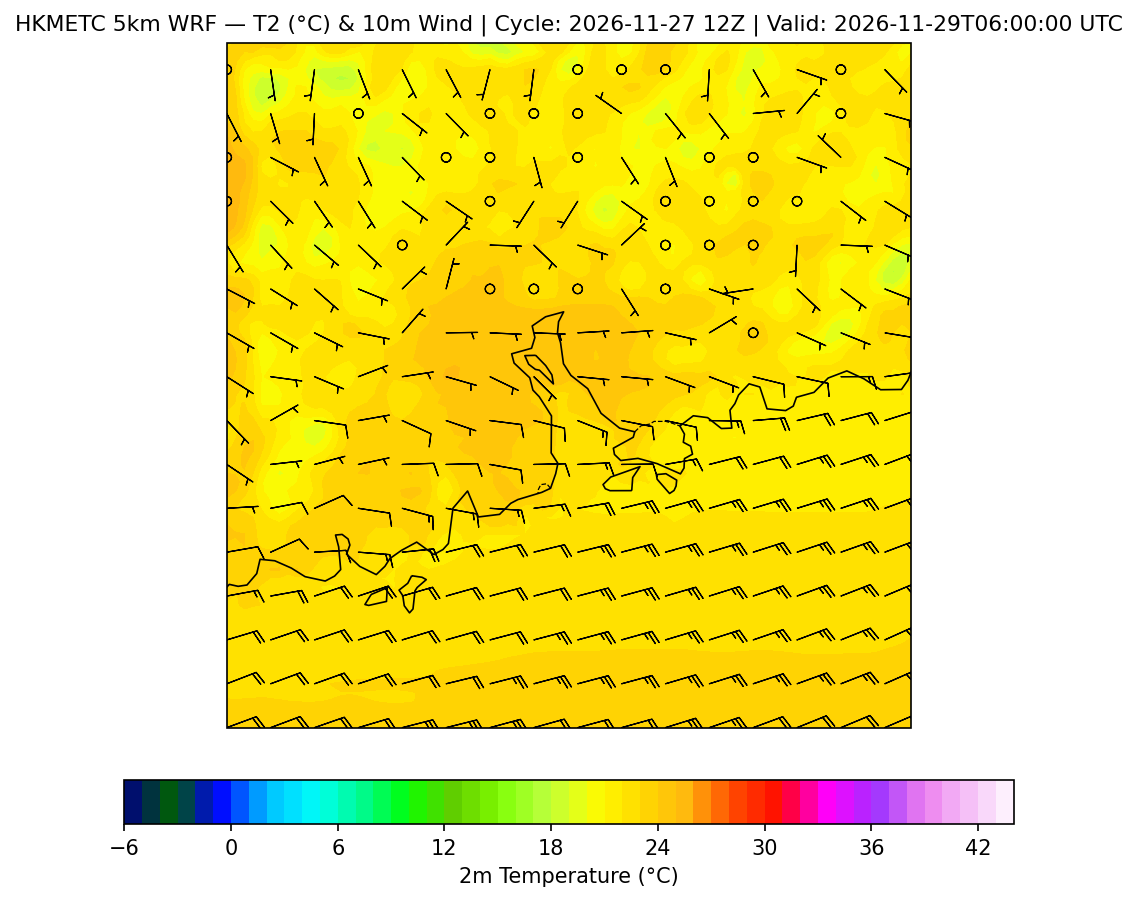 HKMETC 5km WRF — T2 (°C) & 10m Wind | Cycle: 2026-11-27 12Z | Valid: 2026-11-29T06:00:00 UTC
−6 0 6 12 18 24 30 36 42
2m Temperature (°C)